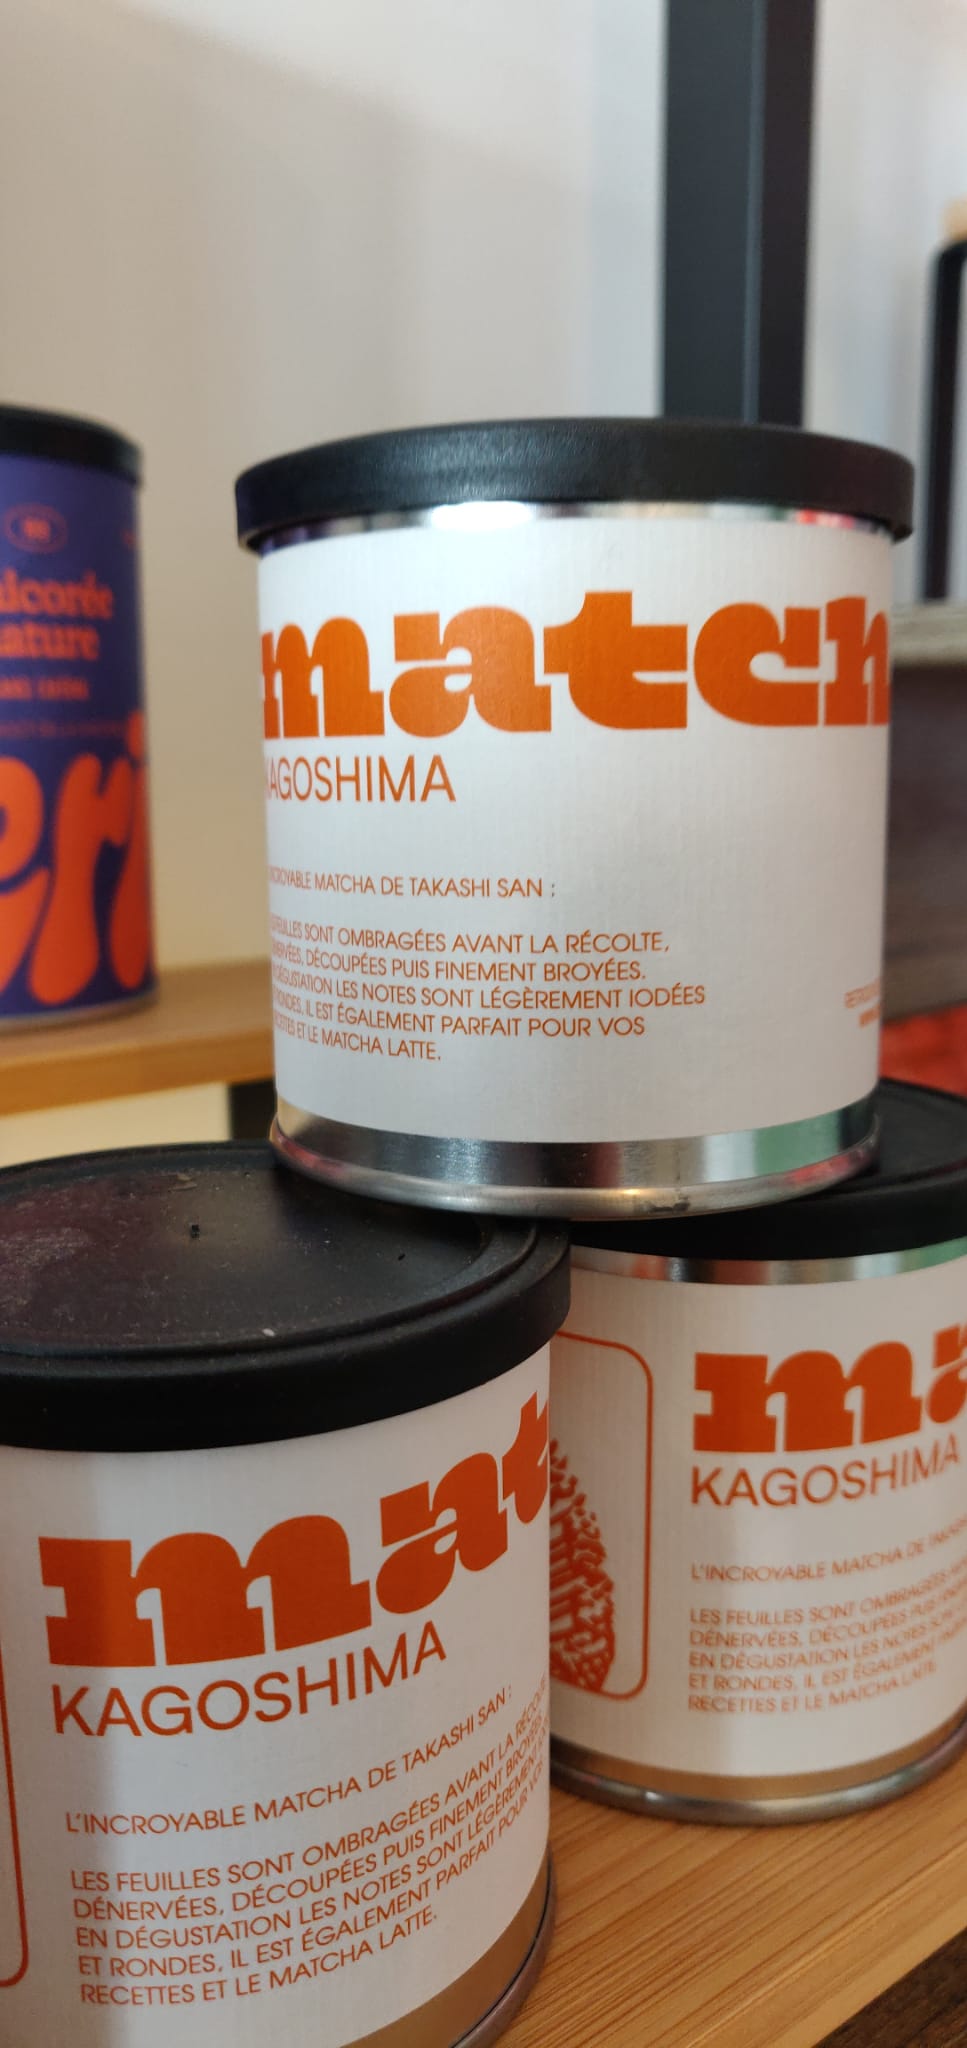 nature
match
KAGOSHIMA
MATCHA DE TAKASHI SAN :
SONT OMBRAGÉES AVANT LA RÉCOLTE,
DÉCOUPÉES PUIS FINEMENT BROYÉES.
DÉGUSTATION LES NOTES SONT LÉGÈREMENT IODÉES
RONDES, IL EST ÉGALEMENT PARFAIT POUR VOS
ET LE MATCHA LATTE.
ma
KAGOSHIMA
L'INCROYABLE MATCHA DE
LES FEUILLES SONT OMBRAGÉES
DÉNERVÉES, DÉCOUPÉES PUIS
EN DÉGUSTATION LES NOTES
ET RONDES, IL EST ÉGALEMENT
RECETTES ET LE MATCHA LATTE.
mat
KAGOSHIMA
L'INCROYABLE MATCHA DE TAKASHI SAN :
LES FEUILLES SONT OMBRAGÉES AVANT LA RÉCOLTE
DÉNERVÉES, DÉCOUPÉES PUIS FINEMENT BROYÉES
EN DÉGUSTATION LES NOTES SONT LÉGÈREMENT
ET RONDES, IL EST ÉGALEMENT PARFAIT POUR VOS
RECETTES ET LE MATCHA LATTE.